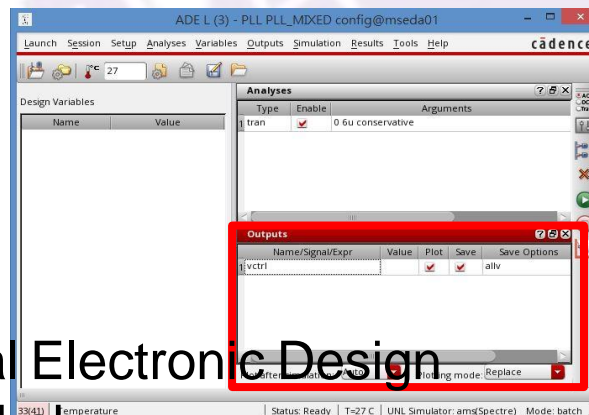 ADE L (3) - PLL PLL_MIXED config@mseda01
Launch Session Setup Analyses Variables Outputs Simulation Results Tools Help cādence
°C 27
Design Variables
Name Value
Analyses
Type Enable Arguments
1 tran 0 6u conservative
Outputs
Name/Signal/Expr Value Plot Save Save Options
1 vctrl allv
al Electronic Design
Auto Plotting mode: Replace
33(41) Temperature Status: Ready T=27 C UNL Simulator: ams(Spectre) Mode: batch